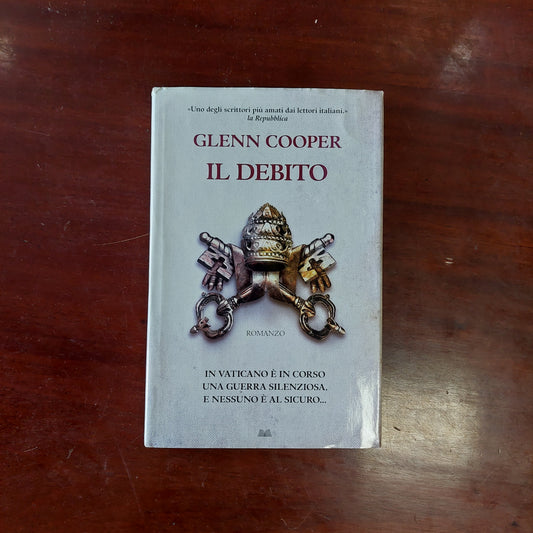 «Uno degli scrittori più amati dai lettori italiani.»
la Repubblica
GLENN COOPER
IL DEBITO
ROMANZO
IN VATICANO È IN CORSO
UNA GUERRA SILENZIOSA.
E NESSUNO È AL SICURO...